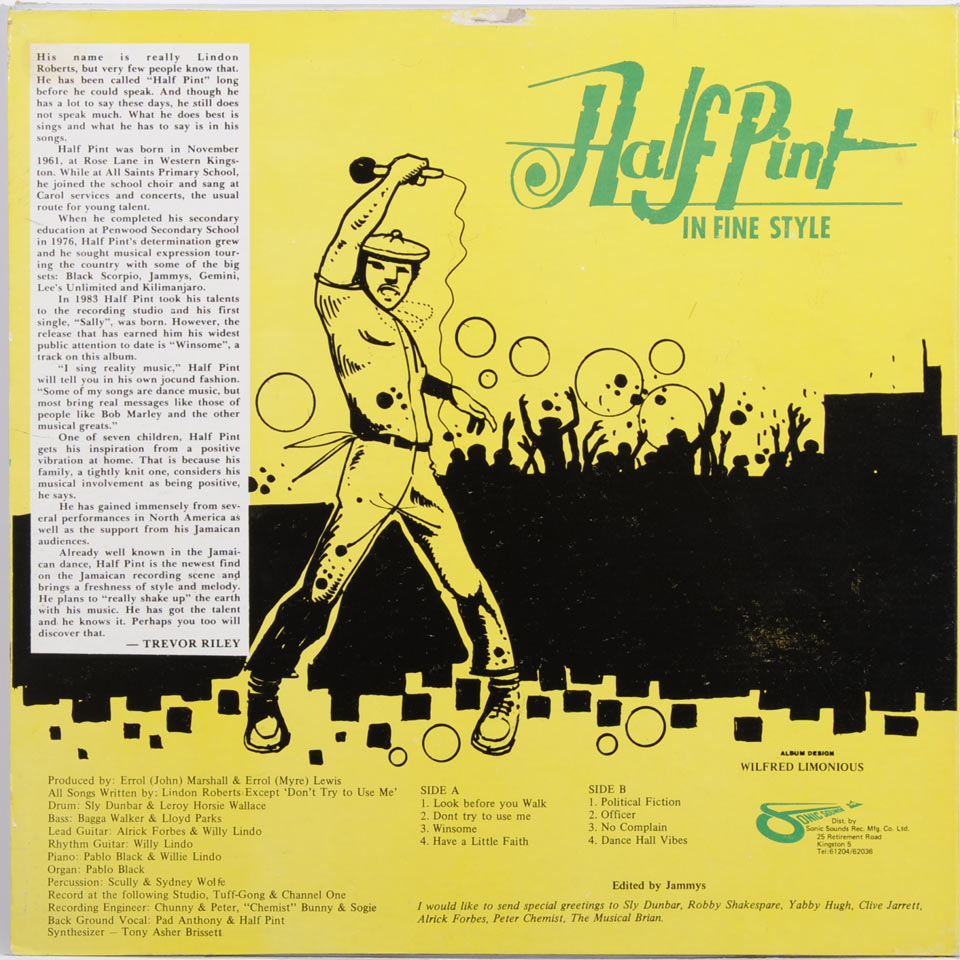 His name is really Lindon
Roberts, but very few people know that.
He has been called "Half Pint" long
before he could speak. And though he
has a lot to say these days, he still does
not speak much. What he does best is
sings and what he has to say is in his
songs.
Half Pint was born in November
1961, at Rose Lane in Western Kings-
ton. While at All Saints Primary School,
he joined the school choir and sang at
Carol services and concerts, the usual
route for young talent.
When he completed his secondary
education at Penwood Secondary School
in 1976, Half Pint's determination grew
and he sought musical expression tour-
ing the country with some of the big
sets: Black Scorpio, Jammys, Gemini,
Lee's Unlimited and Kilimanjaro.
In 1983 Half Pint took his talents
to the recording studio and his first
single, "Sally", was born. However, the
release that has earned him his widest
public attention to date is "Winsome", a
track on this album.
"I sing reality music," Half Pint
will tell you in his own jocund fashion.
"Some of my songs are dance music, but
most bring real messages like those of
people like Bob Marley and the other
musical greats."
One of seven children, Half Pint
gets his inspiration from a positive
vibration at home. That is because his
family, a tightly knit one, considers his
musical involvement as being positive,
he says.
He has gained immensely from sev-
eral performances in North America as
well as the support from his Jamaican
audiences.
Already well known in the Jamai-
can dance, Half Pint is the newest find
on the Jamaican recording scene and
brings a freshness of style and melody.
He plans to "really shake up" the earth
with his music. He has got the talent
and he knows it. Perhaps you too will
discover that.
— TREVOR RILEY
Half Pint
IN FINE STYLE
Produced by: Errol (John) Marshall & Errol (Myre) Lewis
All Songs Written by: Lindon Roberts Except 'Don't Try to Use Me'
Drum: Sly Dunbar & Leroy Horsie Wallace
Bass: Bagga Walker & Lloyd Parks
Lead Guitar: Alrick Forbes & Willy Lindo
Rhythm Guitar: Willy Lindo
Piano: Pablo Black & Willie Lindo
Organ: Pablo Black
Percussion: Scully & Sydney Wolfe
Record at the following Studio, Tuff-Gong & Channel One
Recording Engineer: Chunny & Peter, "Chemist" Bunny & Sogie
Back Ground Vocal: Pad Anthony & Half Pint
Synthesizer – Tony Asher Brissett
SIDE A
1. Look before you Walk
2. Dont try to use me
3. Winsome
4. Have a Little Faith
SIDE B
1. Political Fiction
2. Officer
3. No Complain
4. Dance Hall Vibes
ALBUM DESIGN
WILFRED LIMONIOUS
SONIC SOUNDS
Dist. by
Sonic Sounds Rec. Mfg. Co. Ltd.
25 Retirement Road
Kingston 5
Tel:61204/62036
Edited by Jammys
I would like to send special greetings to Sly Dunbar, Robby Shakespare, Yabby Hugh, Clive Jarrett,
Alrick Forbes, Peter Chemist, The Musical Brian.